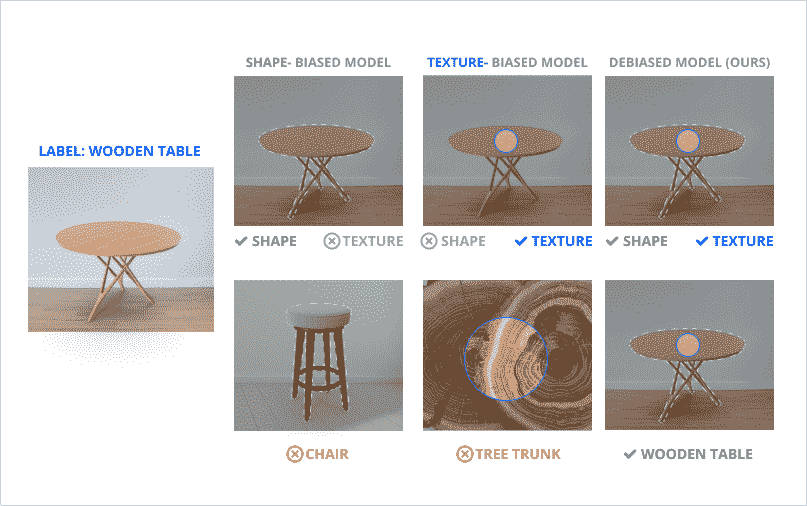 SHAPE- BIASED MODEL
TEXTURE- BIASED MODEL
DEBIASED MODEL (OURS)
LABEL: WOODEN TABLE
SHAPE
TEXTURE
SHAPE
TEXTURE
SHAPE
TEXTURE
CHAIR
TREE TRUNK
WOODEN TABLE